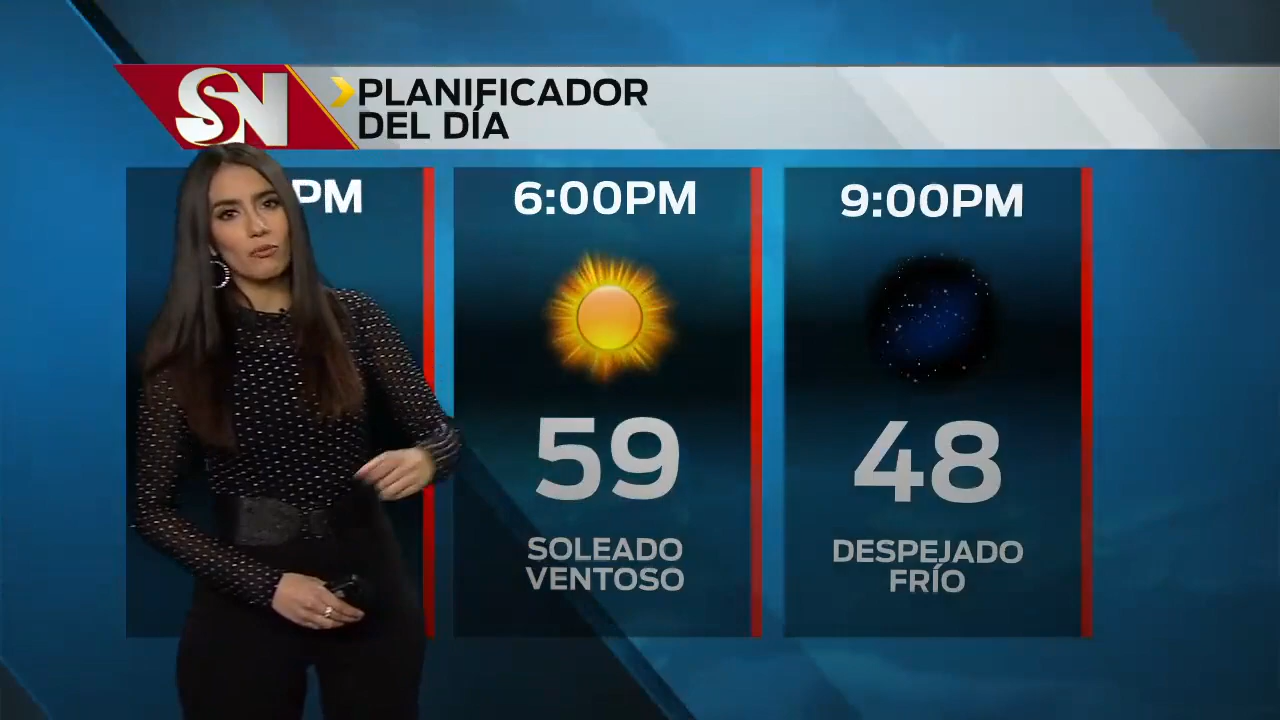 SN
PLANIFICADOR
DEL DÍA
PM
6:00PM
9:00PM
59
48
SOLEADO
VENTOSO
DESPEJADO
FRÍO